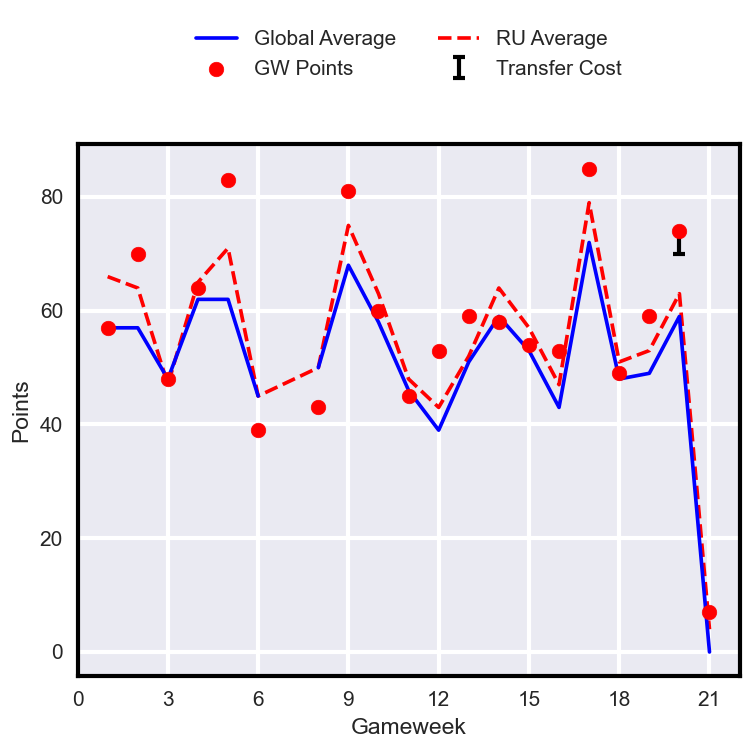 Global Average
RU Average
GW Points
Transfer Cost
80
60
40
20
0
Points
0 3 6 9 12 15 18 21
Gameweek